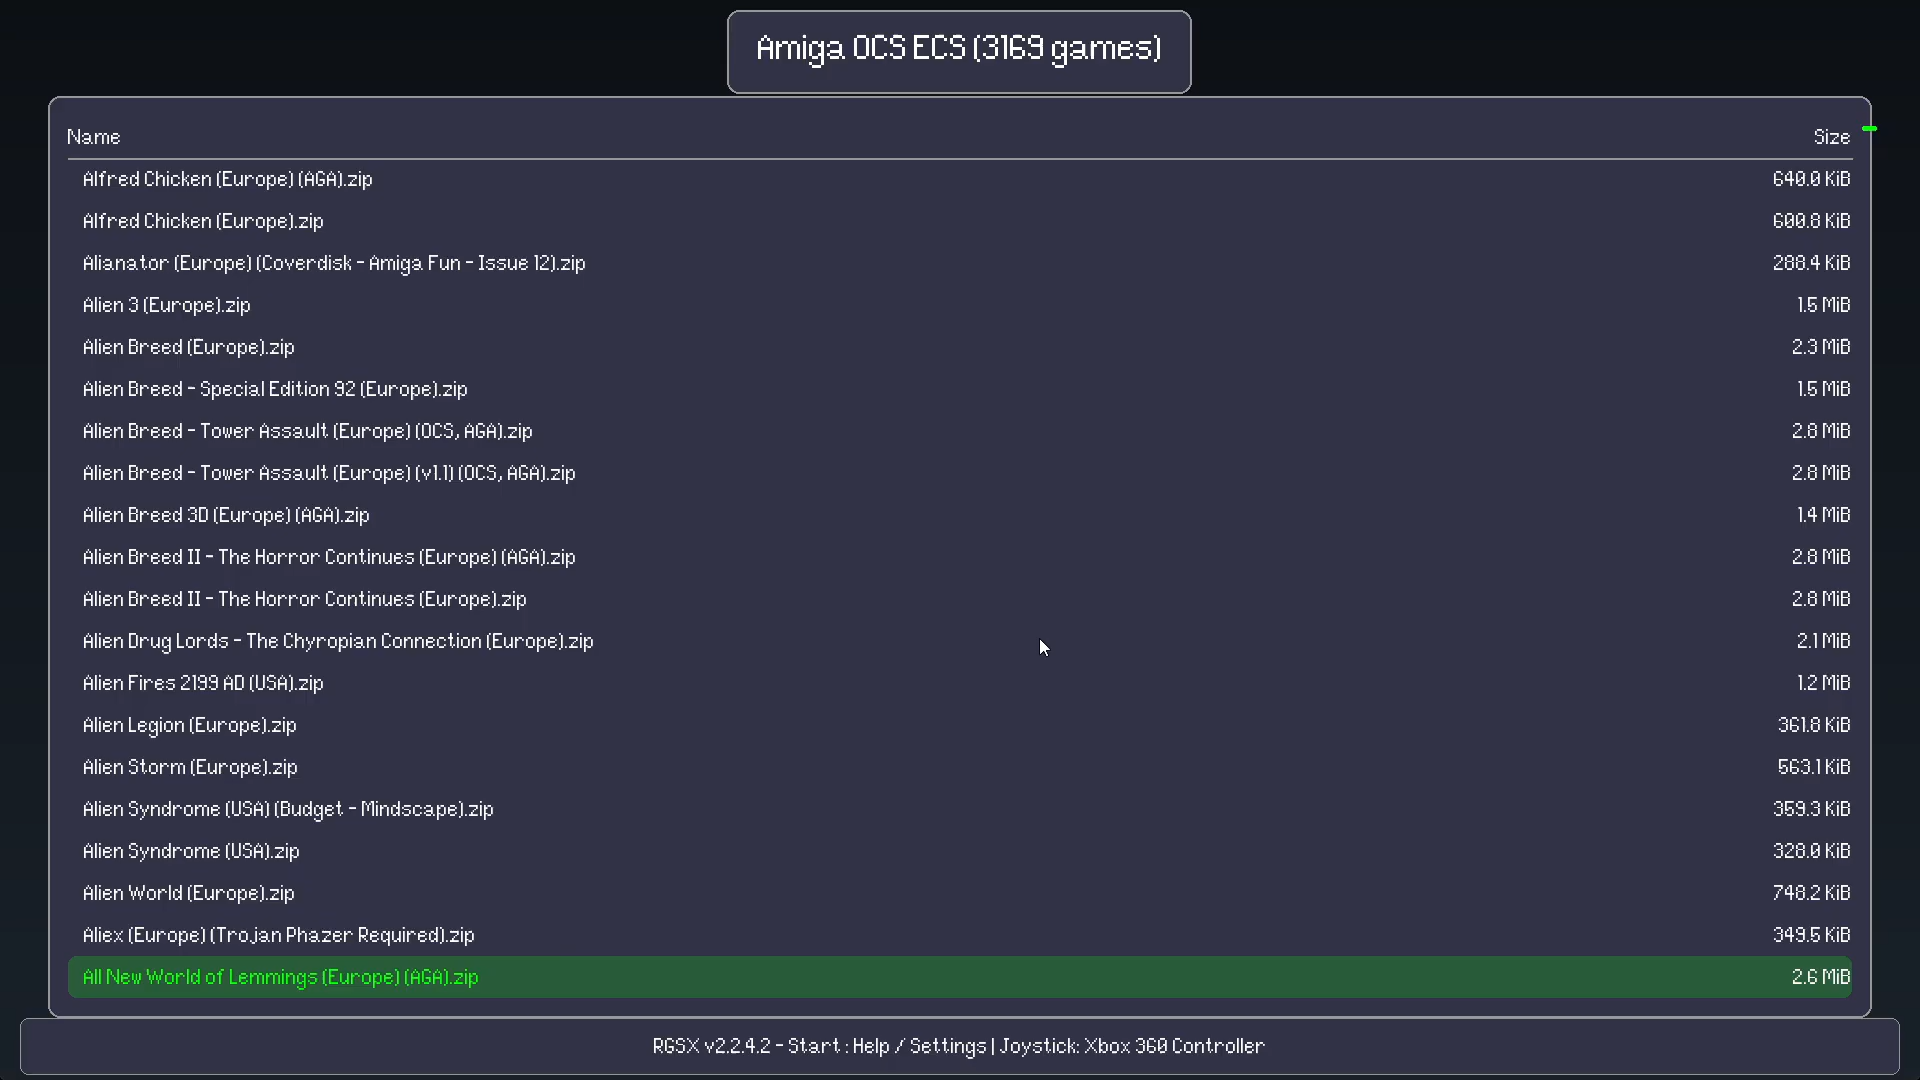 Amiga OCS ECS (3169 games)
Name Size
Alfred Chicken (Europe) (AGA).zip 640.0 KiB
Alfred Chicken (Europe).zip 600.8 KiB
Alianator (Europe) (Coverdisk - Amiga Fun - Issue 12).zip 288.4 KiB
Alien 3 (Europe).zip 1.5 MiB
Alien Breed (Europe).zip 2.3 MiB
Alien Breed - Special Edition 92 (Europe).zip 1.5 MiB
Alien Breed - Tower Assault (Europe) (OCS, AGA).zip 2.8 MiB
Alien Breed - Tower Assault (Europe) (v1.1) (OCS, AGA).zip 2.8 MiB
Alien Breed 3D (Europe) (AGA).zip 1.4 MiB
Alien Breed II - The Horror Continues (Europe) (AGA).zip 2.8 MiB
Alien Breed II - The Horror Continues (Europe).zip 2.8 MiB
Alien Drug Lords - The Chyropian Connection (Europe).zip 2.1 MiB
Alien Fires 2199 AD (USA).zip 1.2 MiB
Alien Legion (Europe).zip 361.8 KiB
Alien Storm (Europe).zip 563.1 KiB
Alien Syndrome (USA) (Budget - Mindscape).zip 359.3 KiB
Alien Syndrome (USA).zip 328.0 KiB
Alien World (Europe).zip 748.2 KiB
Aliex (Europe) (Trojan Phazer Required).zip 349.5 KiB
All New World of Lemmings (Europe) (AGA).zip 2.6 MiB
RGSX v2.2.4.2 - Start : Help / Settings | Joystick: Xbox 360 Controller